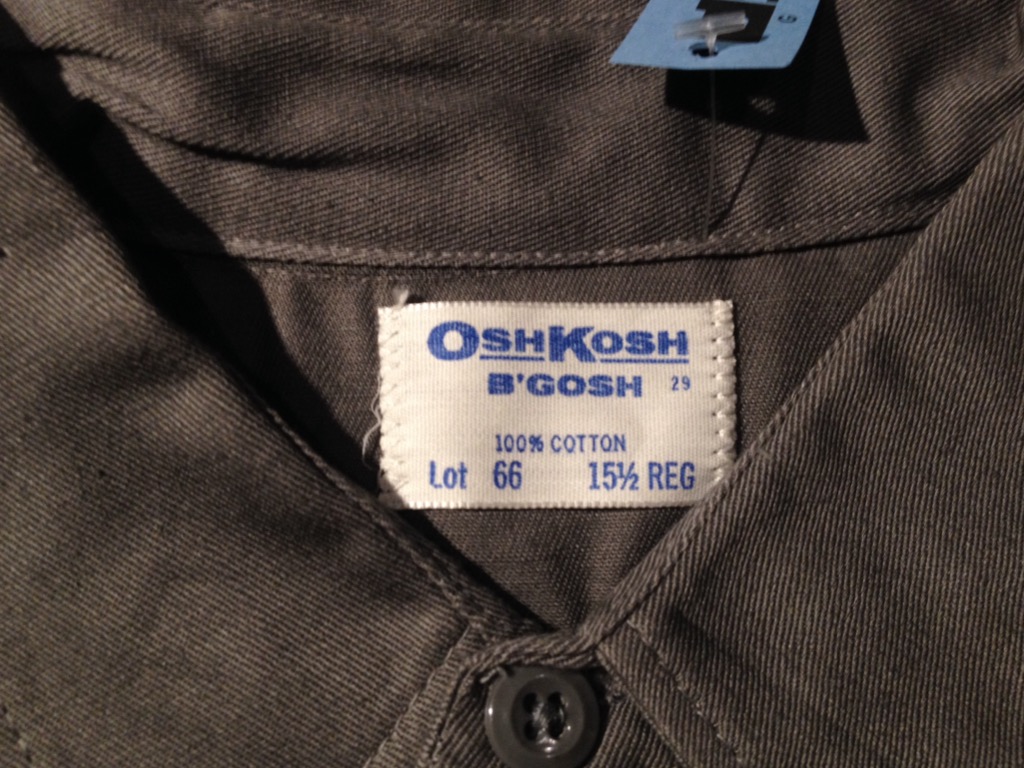 OSHKOSH
B'GOSH 29
100% COTTON
Lot 66 15½ REG